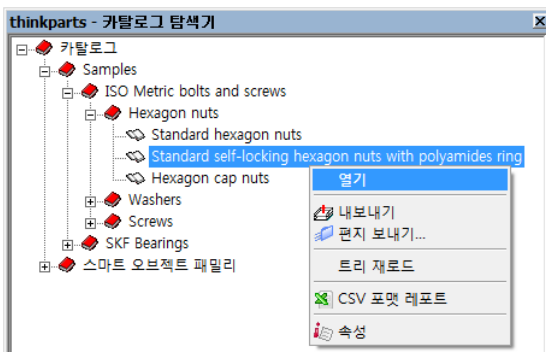 thinkparts - 카탈로그 탐색기
카탈로그
Samples
ISO Metric bolts and screws
Hexagon nuts
Standard hexagon nuts
Standard self-locking hexagon nuts with polyamides ring
Hexagon cap nuts
Washers
Screws
SKF Bearings
스마트 오브젝트 패밀리
열기
내보내기
편지 보내기...
트리 재로드
CSV 포맷 레포트
속성